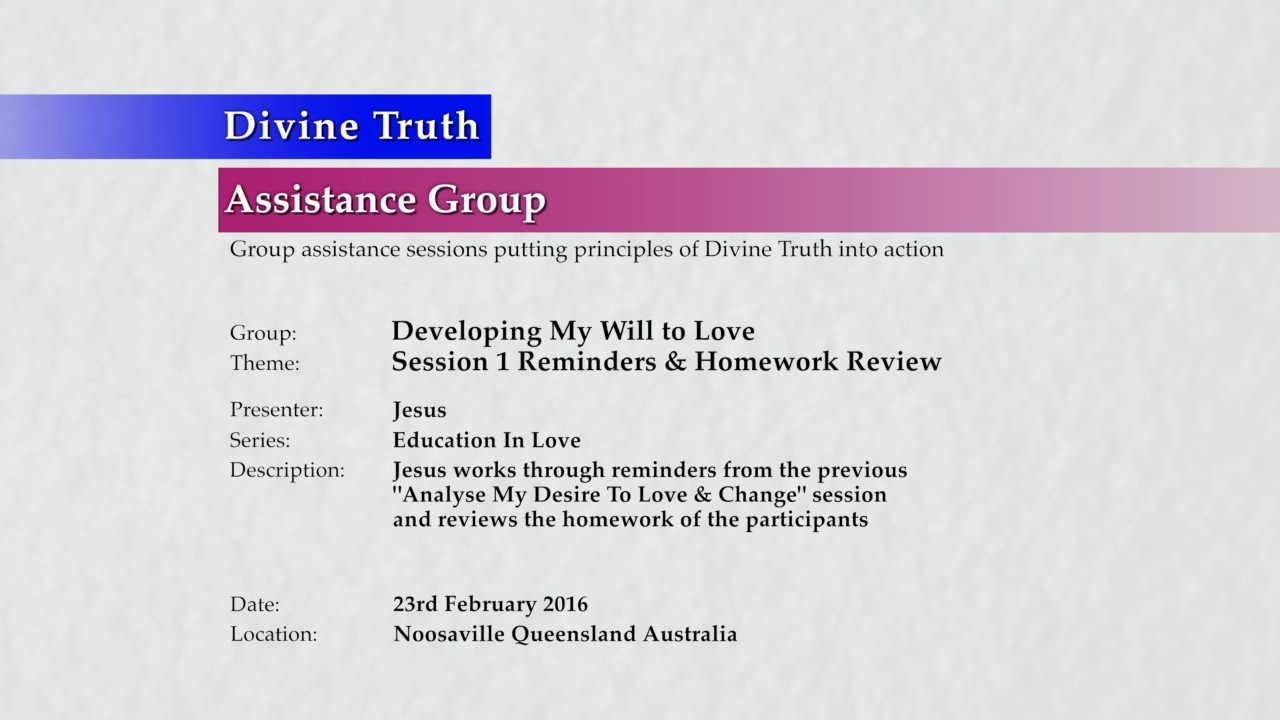 Divine Truth
Assistance Group
Group assistance sessions putting principles of Divine Truth into action
Group: Developing My Will to Love
Theme: Session 1 Reminders & Homework Review
Presenter: Jesus
Series: Education In Love
Description: Jesus works through reminders from the previous
"Analyse My Desire To Love & Change" session
and reviews the homework of the participants
Date: 23rd February 2016
Location: Noosaville Queensland Australia